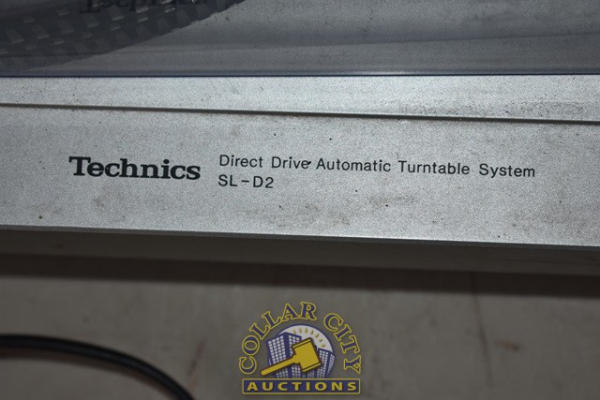 Technics
Direct Drive Automatic Turntable System
SL-D2
COLLAR CITY
AUCTIONS